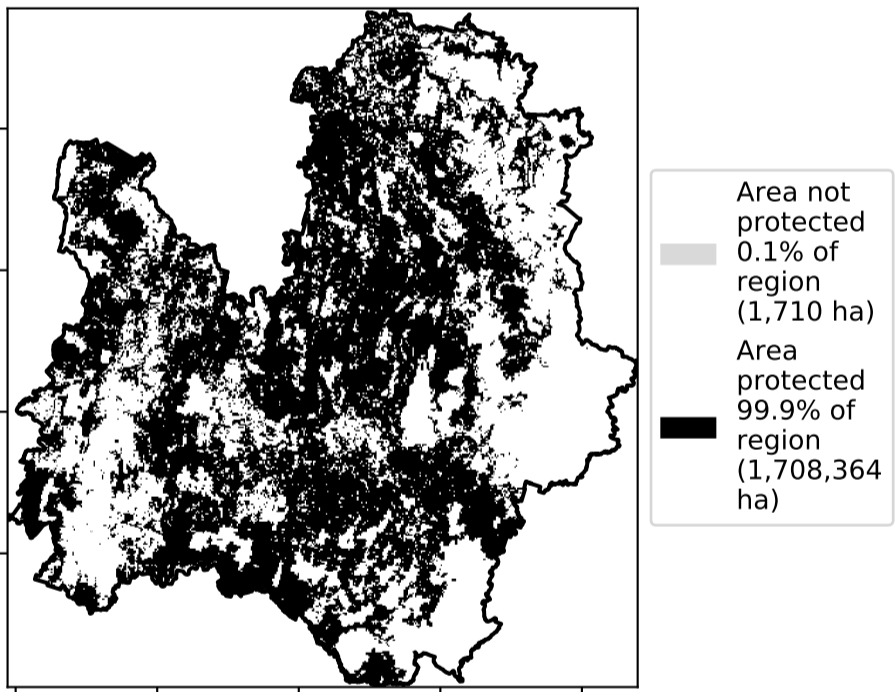 Area not
protected
0.1% of
region
(1,710 ha)
Area
protected
99.9% of
region
(1,708,364
ha)